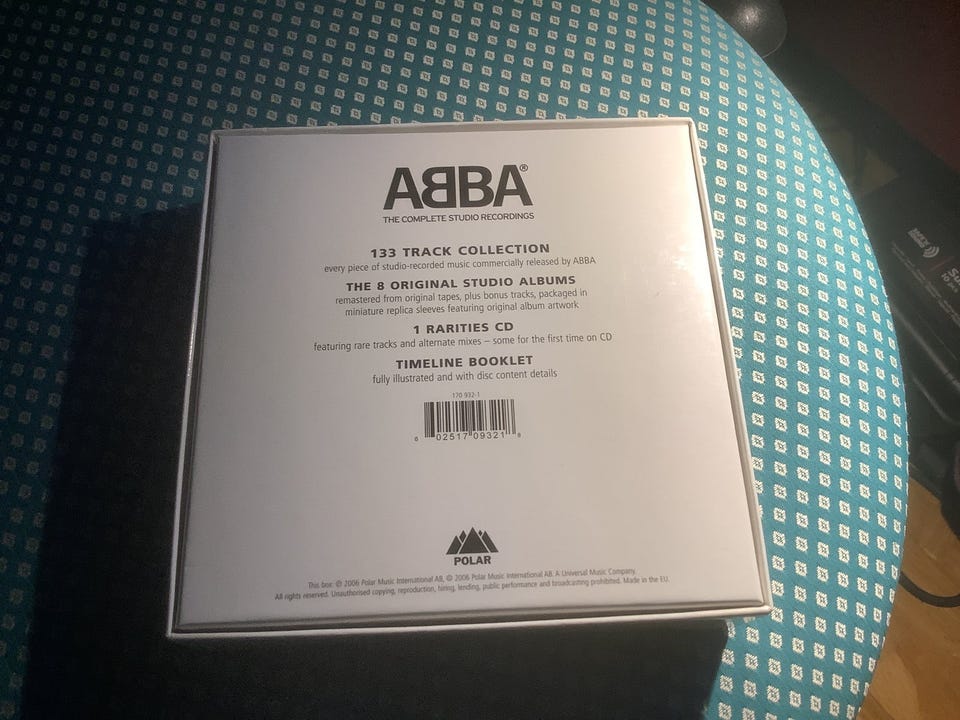 ABBA®
THE COMPLETE STUDIO RECORDINGS
133 TRACK COLLECTION
every piece of studio-recorded music commercially released by ABBA
THE 8 ORIGINAL STUDIO ALBUMS
remastered from original tapes, plus bonus tracks, packaged in
miniature replica sleeves featuring original album artwork
1 RARITIES CD
featuring rare tracks and alternate mixes – some for the first time on CD
TIMELINE BOOKLET
fully illustrated and with disc content details
170 932-1
6 02517 09321 8
POLAR
This box: ℗ 2006 Polar Music International AB, © 2006 Polar Music International AB. A Universal Music Company.
All rights reserved. Unauthorised copying, reproduction, hiring, lending, public performance and broadcasting prohibited. Made in the EU.